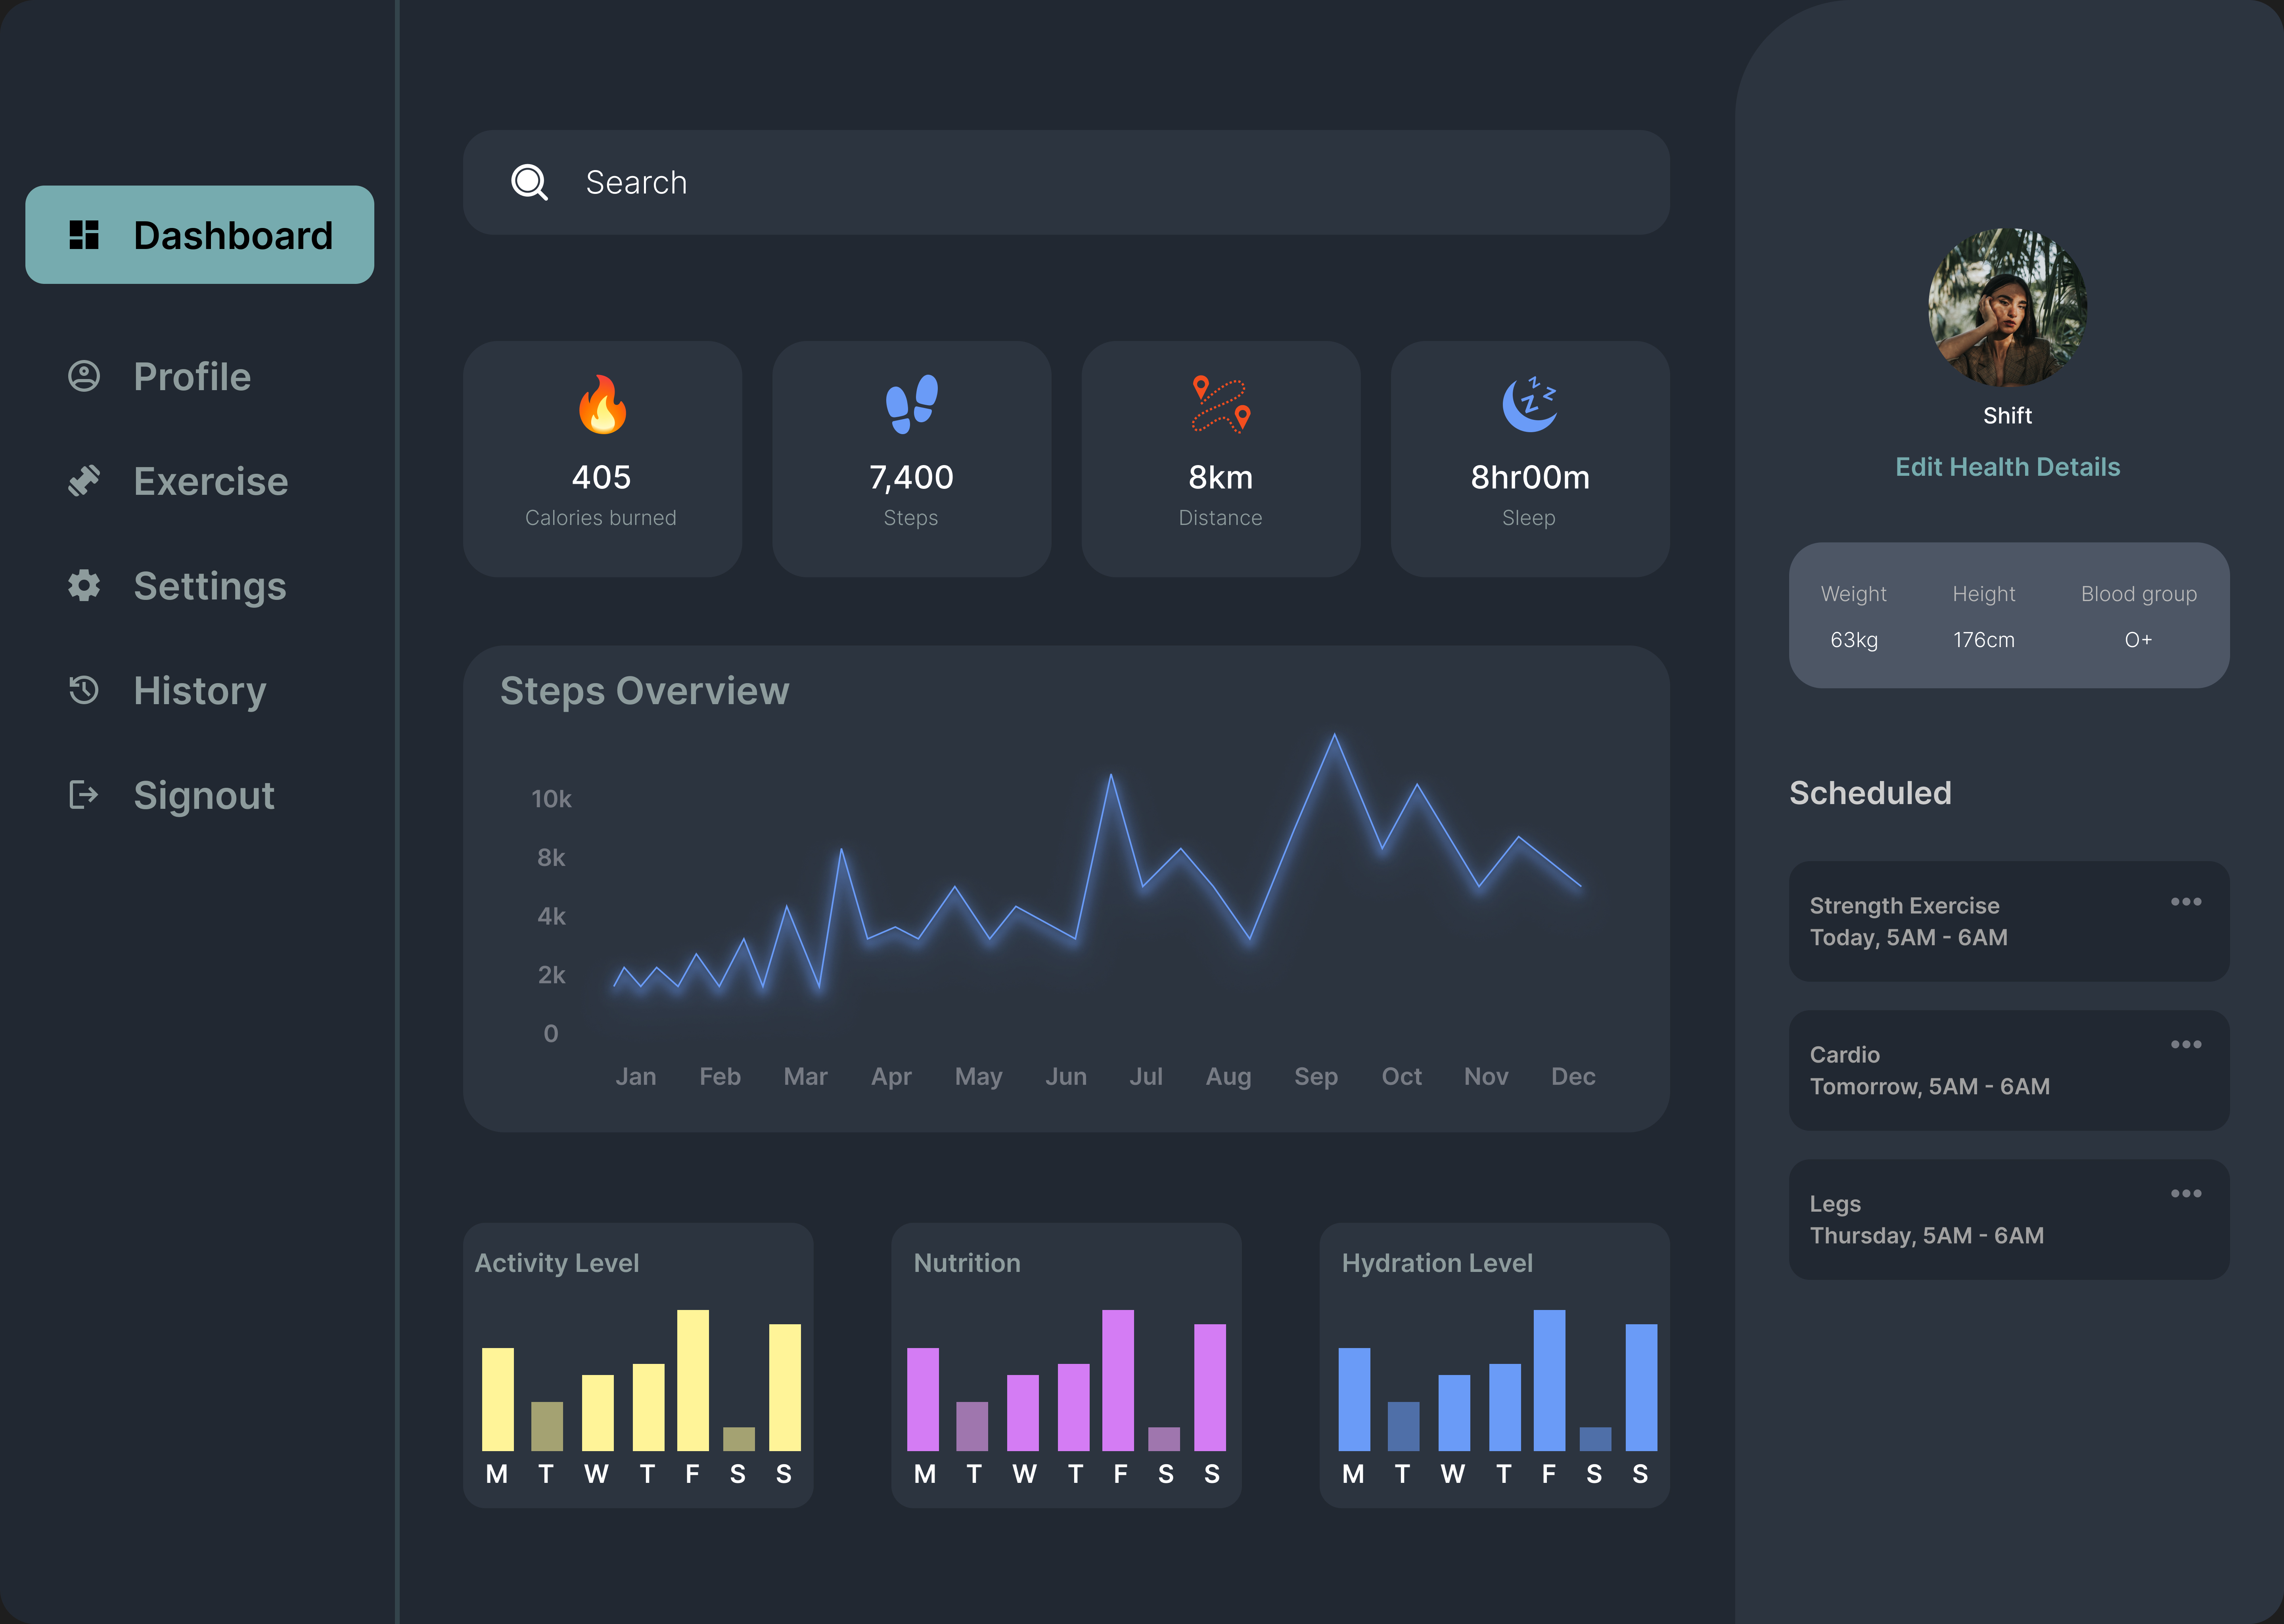 Dashboard
Profile
Exercise
Settings
History
Signout
Search
405
Calories burned
7,400
Steps
8km
Distance
8hr00m
Sleep
Steps Overview
10k
8k
4k
2k
0
Jan Feb Mar Apr May Jun Jul Aug Sep Oct Nov Dec
Activity Level
M T W T F S S
Nutrition
M T W T F S S
Hydration Level
M T W T F S S
Shift
Edit Health Details
Weight Height Blood group
63kg 176cm O+
Scheduled
Strength Exercise
Today, 5AM - 6AM
Cardio
Tomorrow, 5AM - 6AM
Legs
Thursday, 5AM - 6AM